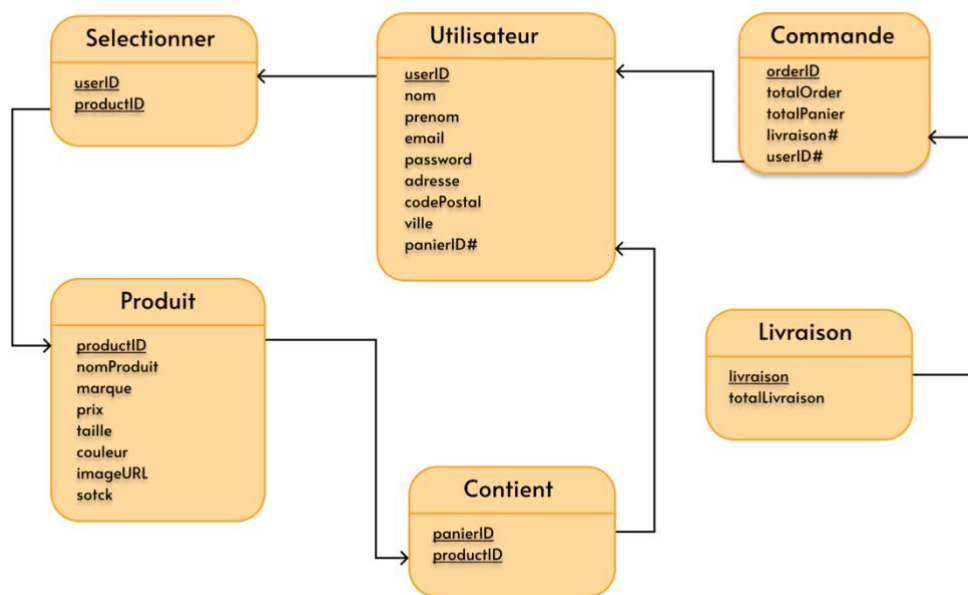 Selectionner
userID
productID
Utilisateur
userID
nom
prenom
email
password
adresse
codePostal
ville
panierID#
Commande
orderID
totalOrder
totalPanier
livraison#
userID#
Produit
productID
nomProduit
marque
prix
taille
couleur
imageURL
sotck
Contient
panierID
productID
Livraison
livraison
totalLivraison